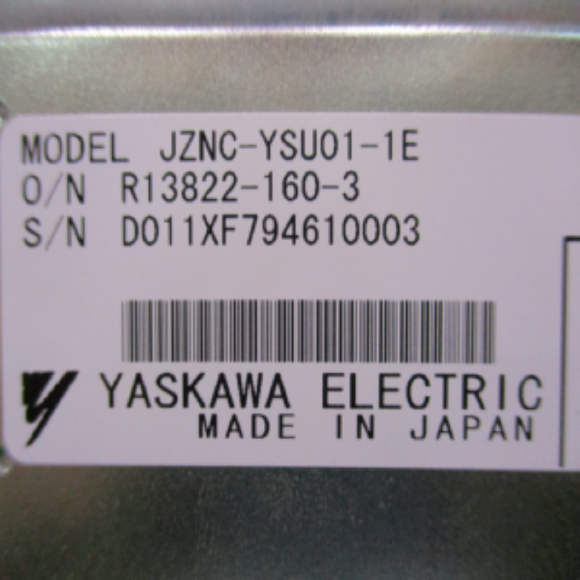 MODEL JZNC-YSU01-1E
O/N R13822-160-3
S/N D011XF794610003
YASKAWA ELECTRIC
MADE IN JAPAN